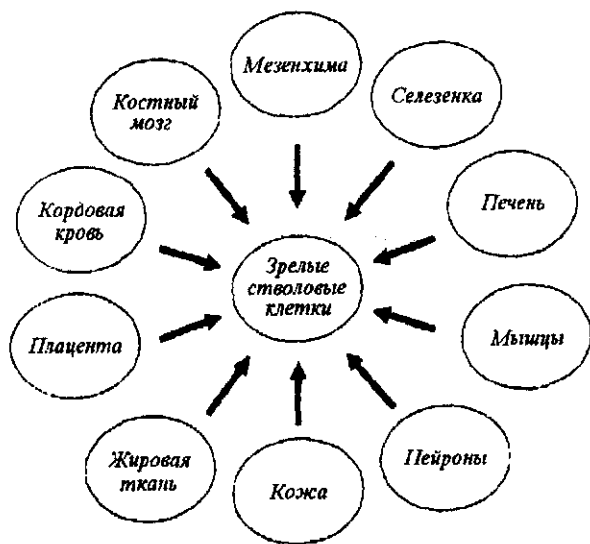 Мезенхима
Селезенка
Костный
мозг
Печень
Кордовая
кровь
Зрелые
стволовые
клетки
Мышцы
Плацента
Нейроны
Жировая
ткань
Кожа